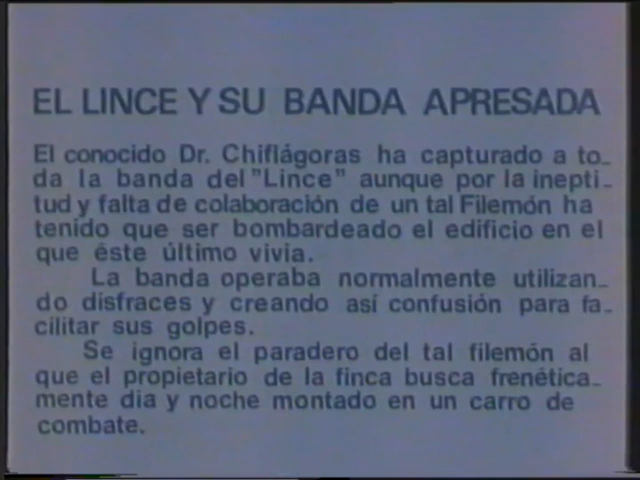 EL LINCE Y SU BANDA APRESADA
El conocido Dr. Chiflágoras ha capturado a to_
da la banda del "Lince" aunque por la inepti_
tud y falta de colaboración de un tal Filemón ha
tenido que ser bombardeado el edificio en el
que éste último vivia.
La banda operaba normalmente utilizan_
do disfraces y creando así confusión para fa_
cilitar sus golpes.
Se ignora el paradero del tal filemón al
que el propietario de la finca busca frenética_
mente dia y noche montado en un carro de
combate.